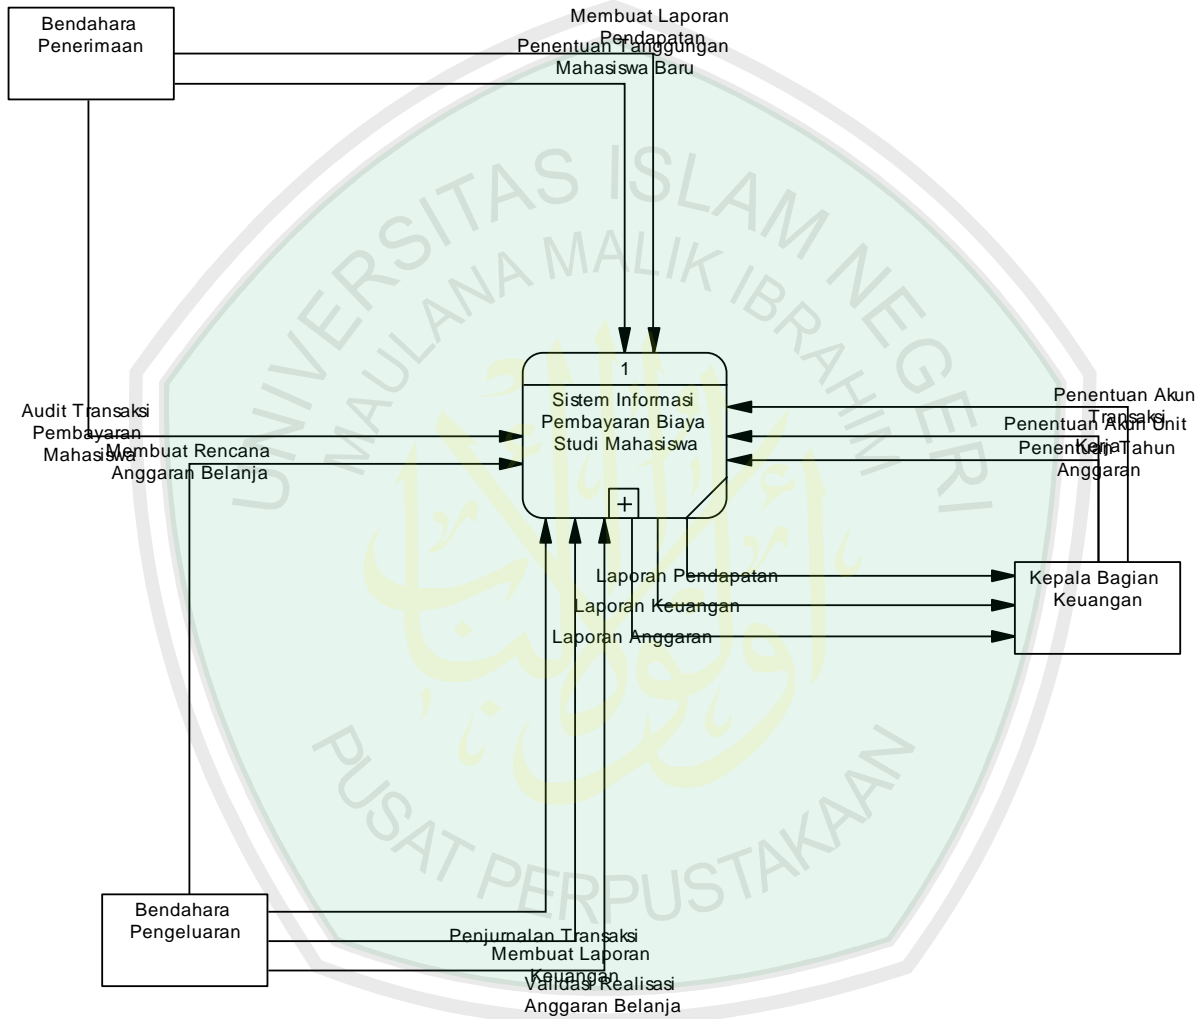 Bendahara
Penerimaan
Membuat Laporan
Pendapatan
Penentuan Tanggungan
Mahasiswa Baru
UNIVERSITAS ISLAM NEGERI
MAULANA MALIK IBRAHIM
1
Sistem Informasi
Pembayaran Biaya
Studi Mahasiswa
+
Audit Transaksi
Pembayaran
Mahasiswa
Membuat Rencana
Anggaran Belanja
Penentuan Akun
Transaksi
Penentuan Akun Unit
Kerja
Penentuan Tahun
Anggaran
Laporan Pendapatan
Laporan Keuangan
Laporan Anggaran
Kepala Bagian
Keuangan
PUSAT PERPUSTAKAAN
Bendahara
Pengeluaran
Penjurnalan Transaksi
Membuat Laporan
Keuangan
Validasi Realisasi
Anggaran Belanja